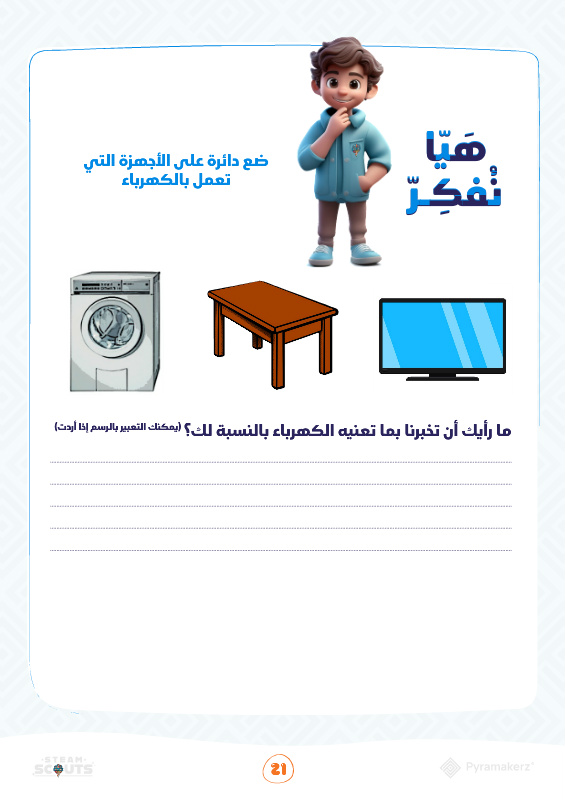 هَيّا
نُفكِرّ
ضع دائرة على الأجهزة التي
تعمل بالكهرباء
ما رأيك أن تخبرنا بما تعنيه الكهرباء بالنسبة لك؟ (يمكنك التعبير بالرسم إذا أردت)
STEAM
SCOUTS
21
Pyramakerz